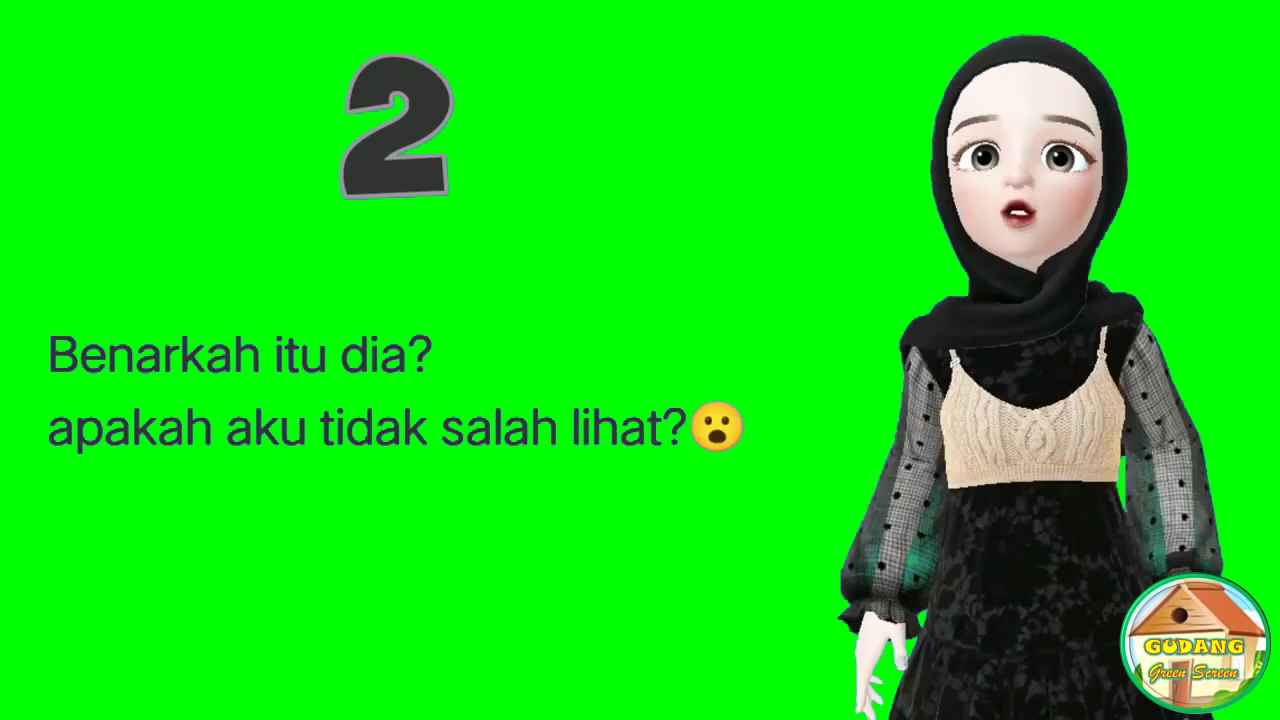 2
Benarkah itu dia?
apakah aku tidak salah lihat?😮
GUDANG
Green Screen